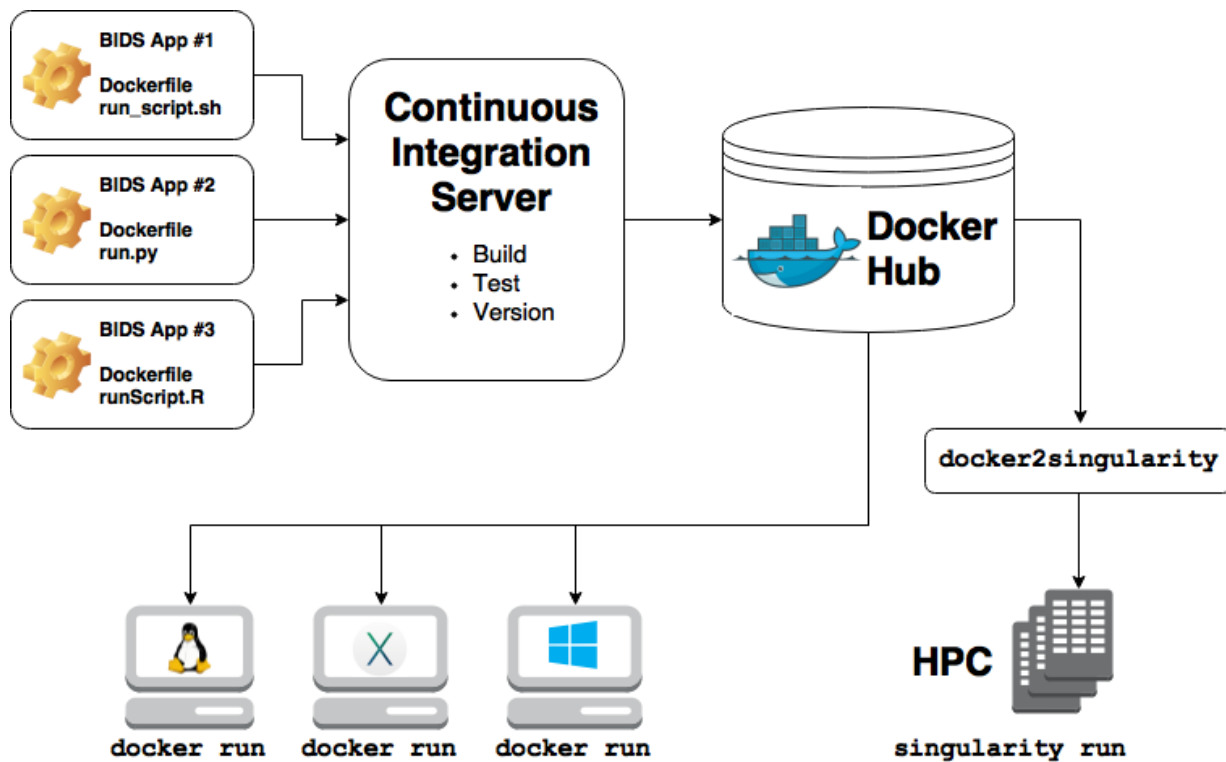 BIDS App #1
Dockerfile
run_script.sh
BIDS App #2
Dockerfile
run.py
BIDS App #3
Dockerfile
runScript.R
Continuous
Integration
Server
• Build
• Test
• Version
Docker
Hub
docker2singularity
HPC
docker run
docker run
docker run
singularity run